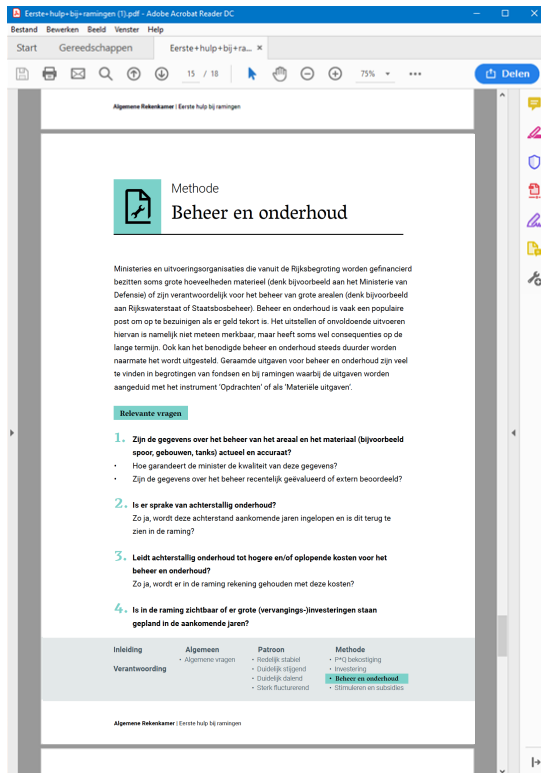 Eerste+hulp+bij+ramingen (1).pdf - Adobe Acrobat Reader DC
Bestand Bewerken Beeld Venster Help
Start Gereedschappen Eerste+hulp+bij+ra... ×
15 / 18 75% Delen
Algemene Rekenkamer | Eerste hulp bij ramingen
Methode
Beheer en onderhoud
Ministeries en uitvoeringsorganisaties die vanuit de Rijksbegroting worden gefinancierd
bezitten soms grote hoeveelheden materieel (denk bijvoorbeeld aan het Ministerie van
Defensie) of zijn verantwoordelijk voor het beheer van grote arealen (denk bijvoorbeeld
aan Rijkswaterstaat of Staatsbosbeheer). Beheer en onderhoud is vaak een populaire
post om op te bezuinigen als er geld tekort is. Het uitstellen of onvoldoende uitvoeren
hiervan is namelijk niet meteen merkbaar, maar heeft soms wel consequenties op de
lange termijn. Ook kan het benodigde beheer en onderhoud steeds duurder worden
naarmate het wordt uitgesteld. Geraamde uitgaven voor beheer en onderhoud zijn veel
te vinden in begrotingen van fondsen en bij ramingen waarbij de uitgaven worden
aangeduid met het instrument 'Opdrachten' of als 'Materiële uitgaven'.
Relevante vragen
1. Zijn de gegevens over het beheer van het areaal en het materiaal (bijvoorbeeld
spoor, gebouwen, tanks) actueel en accuraat?
• Hoe garandeert de minister de kwaliteit van deze gegevens?
• Zijn de gegevens over het beheer recentelijk geëvalueerd of extern beoordeeld?
2. Is er sprake van achterstallig onderhoud?
Zo ja, wordt deze achterstand aankomende jaren ingelopen en is dit terug te
zien in de raming?
3. Leidt achterstallig onderhoud tot hogere en/of oplopende kosten voor het
beheer en onderhoud?
Zo ja, wordt er in de raming rekening gehouden met deze kosten?
4. Is in de raming zichtbaar of er grote (vervangings-)investeringen staan
gepland in de aankomende jaren?
Inleiding Algemeen Patroon Methode
• Algemene vragen • Redelijk stabiel • P*Q bekostiging
Verantwoording • Duidelijk stijgend • Investering
• Duidelijk dalend • Beheer en onderhoud
• Sterk flucturerend • Stimuleren en subsidies
Algemene Rekenkamer | Eerste hulp bij ramingen